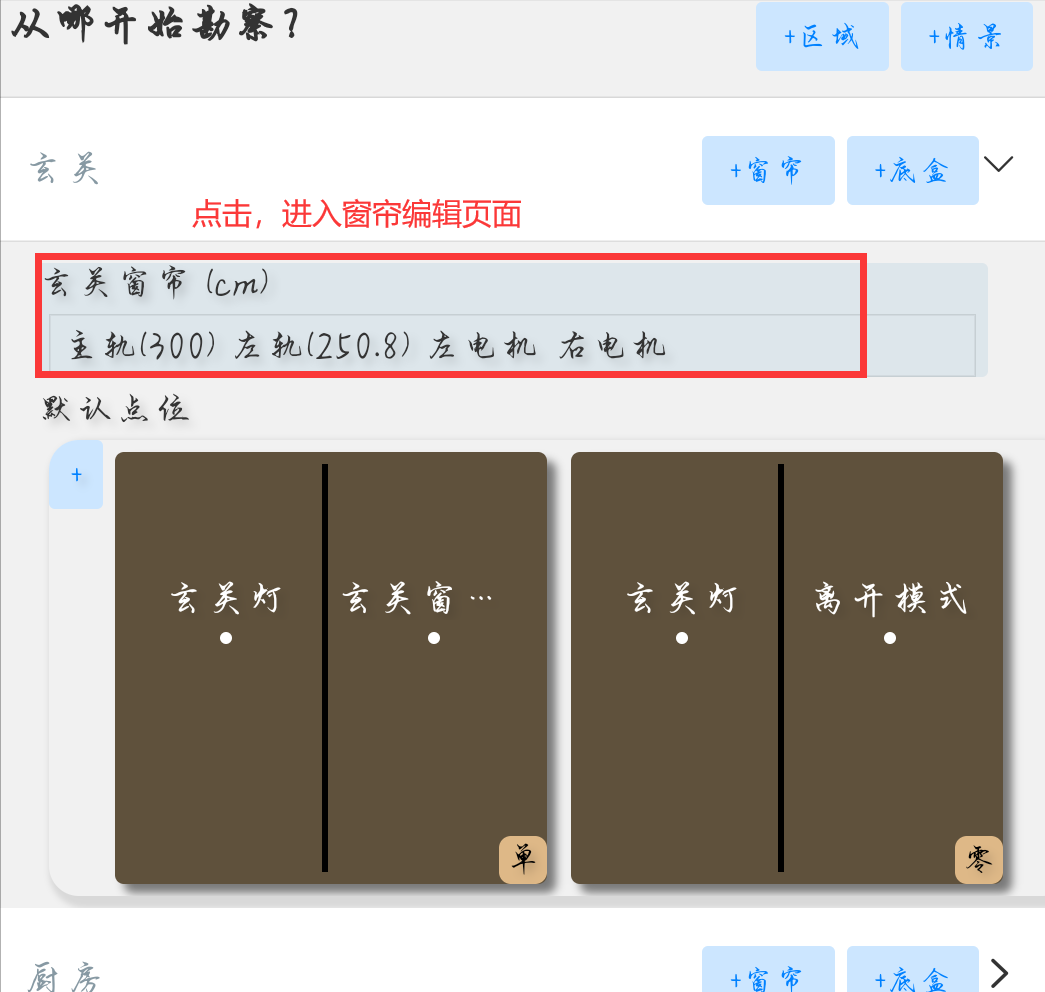 从哪开始勘察?
+区域 +情景
玄关
+窗帘 +底盒
点击，进入窗帘编辑页面
玄关窗帘 (cm)
主轨(300) 左轨(250.8) 左电机 右电机
默认点位
+
玄关灯 玄关窗… 玄关灯 离开模式
单 零
厨房 +窗帘 +底盒